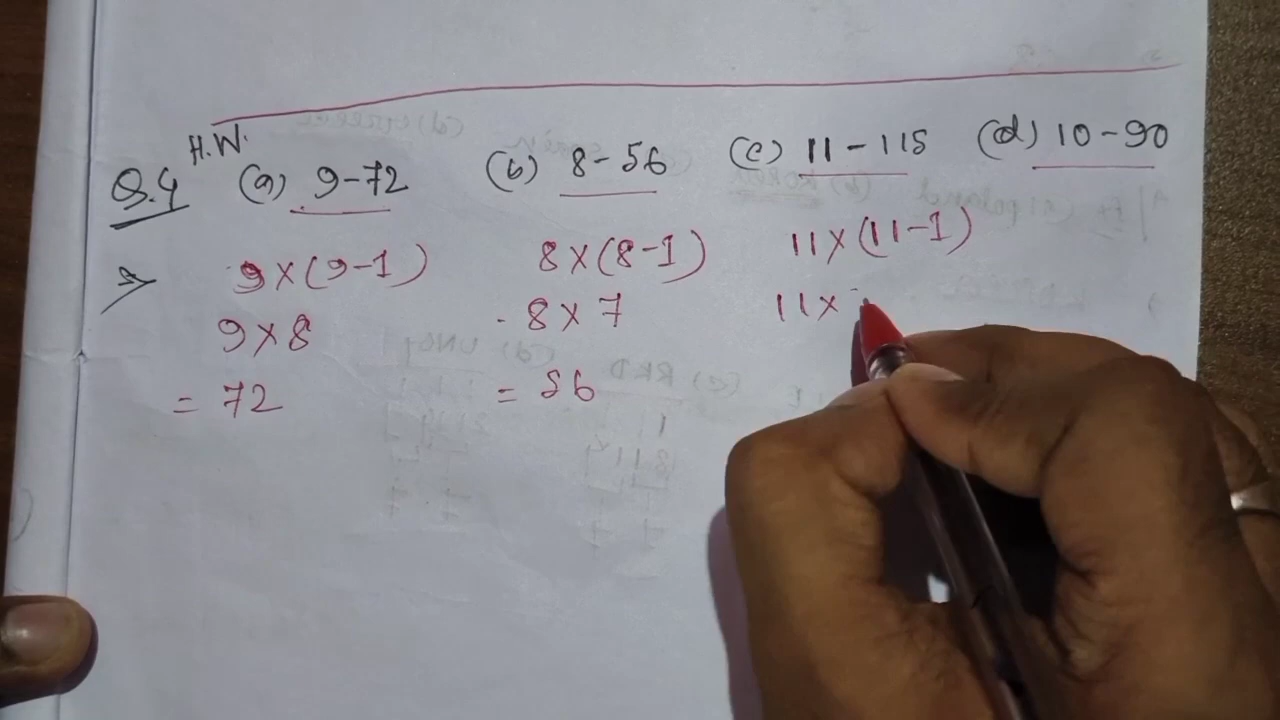 H.W.
Q.4 (a) 9-72 (b) 8-56 (c) 11-115 (d) 10-90
⇒ 9×(9-1) 8×(8-1) 11×(11-1)
9×8 8×7 11×
= 72 = 56